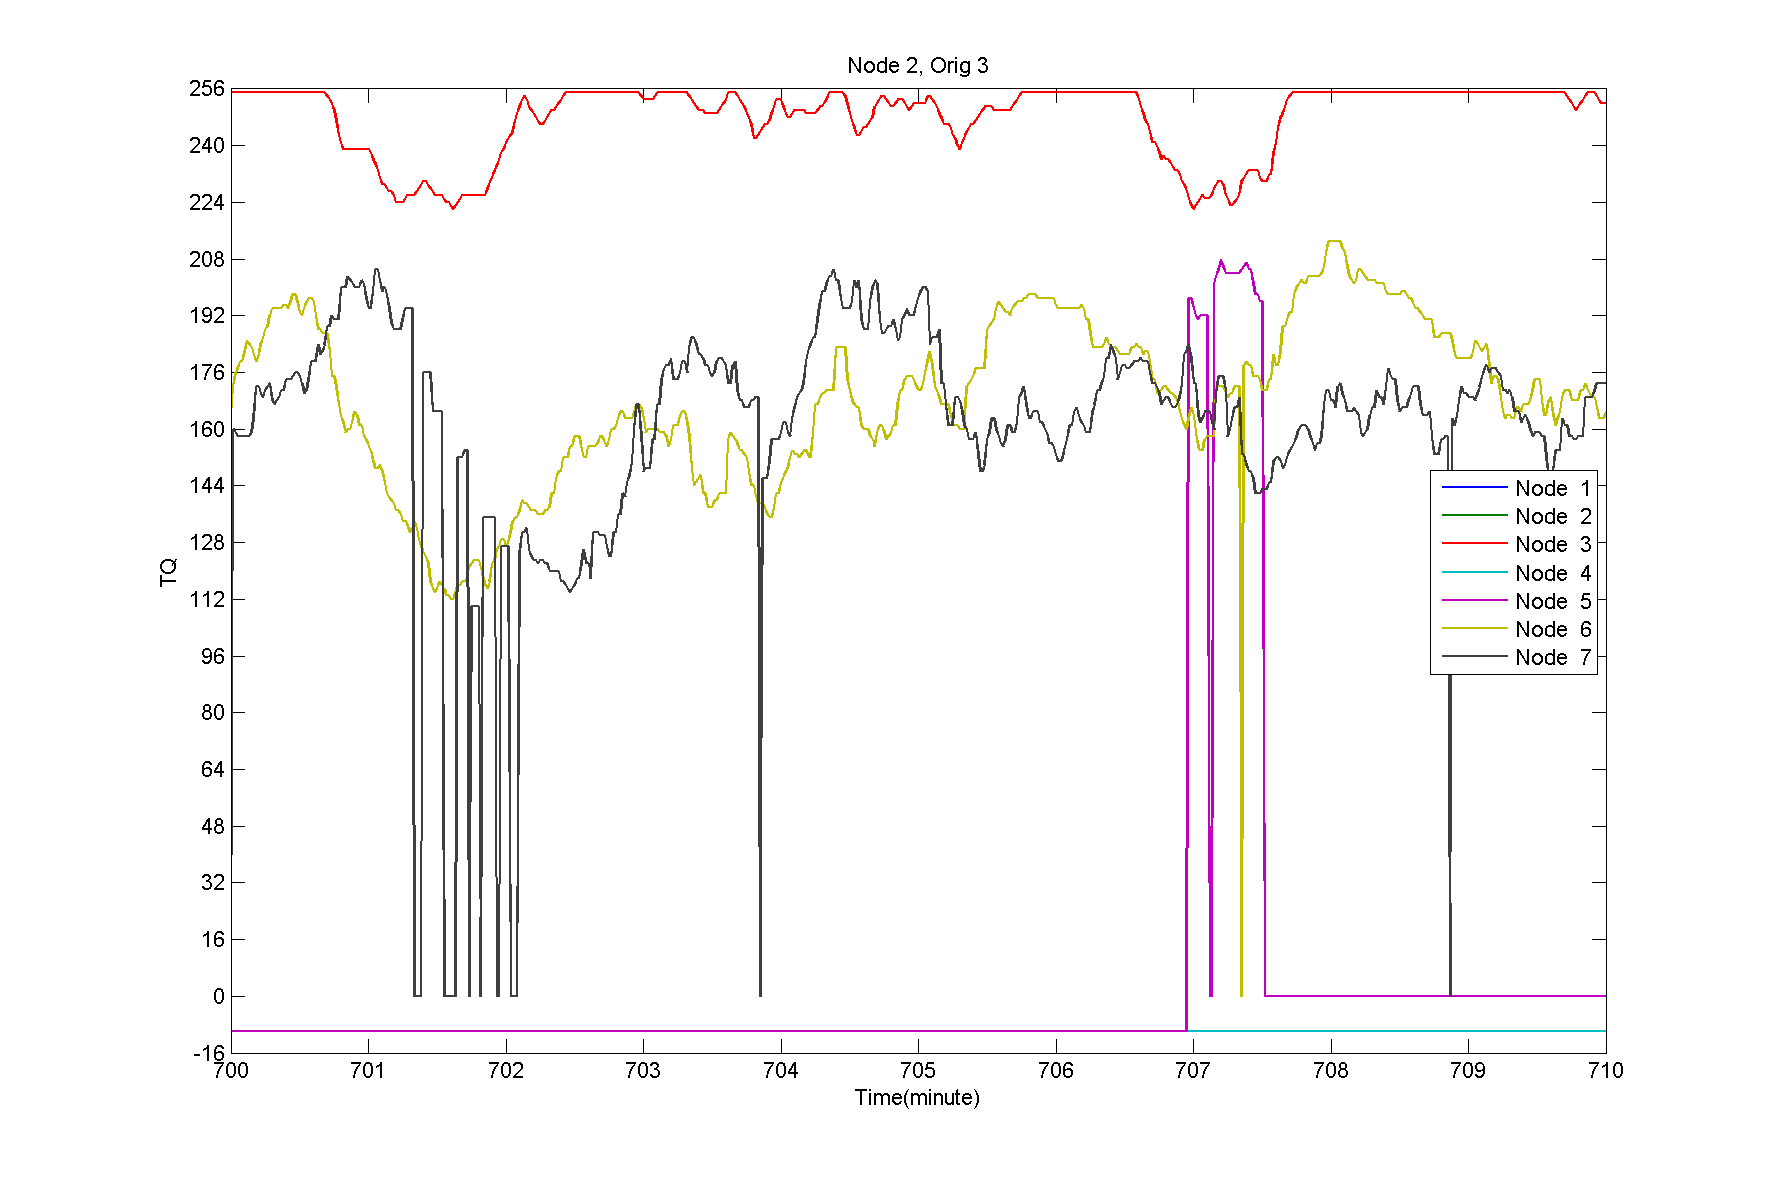 Node 2, Orig 3
256
240
224
208
192
176
160
144
128
112
96
80
64
48
32
16
0
-16
TQ
Node 1
Node 2
Node 3
Node 4
Node 5
Node 6
Node 7
700 701 702 703 704 705 706 707 708 709 710
Time(minute)